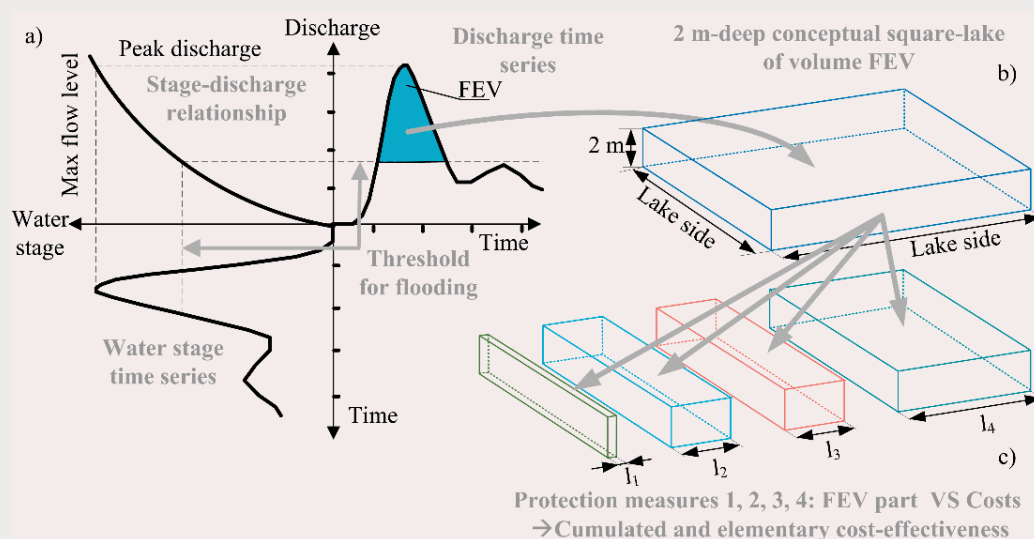 a)
Discharge
Peak discharge
Stage-discharge
relationship
Max flow level
Discharge time
series
FEV
Water
stage
Time
Threshold
for flooding
Water stage
time series
Time
2 m-deep conceptual square-lake
of volume FEV
b)
2 m
Lake side
Lake side
l1
l2
l3
l4
c)
Protection measures 1, 2, 3, 4: FEV part VS Costs
→Cumulated and elementary cost-effectiveness